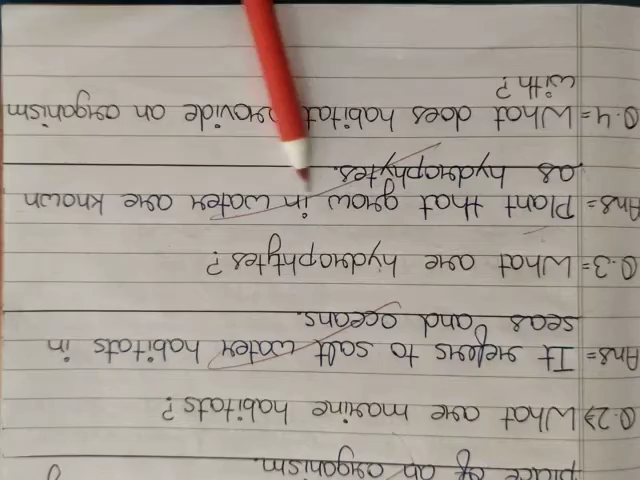 place of an organism.
Q.2) What are marine habitats?
Ans = It refers to salt water habitats in
seas and oceans.
Q.3 = What are hydrophytes?
Ans = Plant that grow in water are known
as hydrophytes.
Q.4 = What does habitat provide an organism
with?